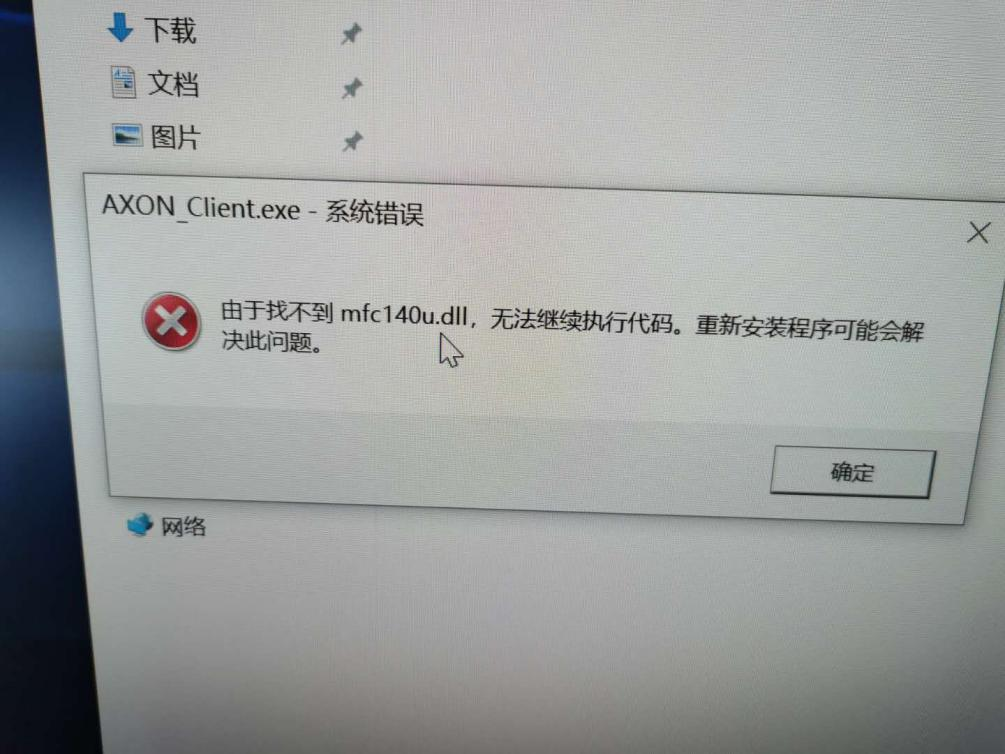 下载
文档
图片
AXON_Client.exe - 系统错误
由于找不到 mfc140u.dll，无法继续执行代码。重新安装程序可能会解
决此问题。
确定
网络